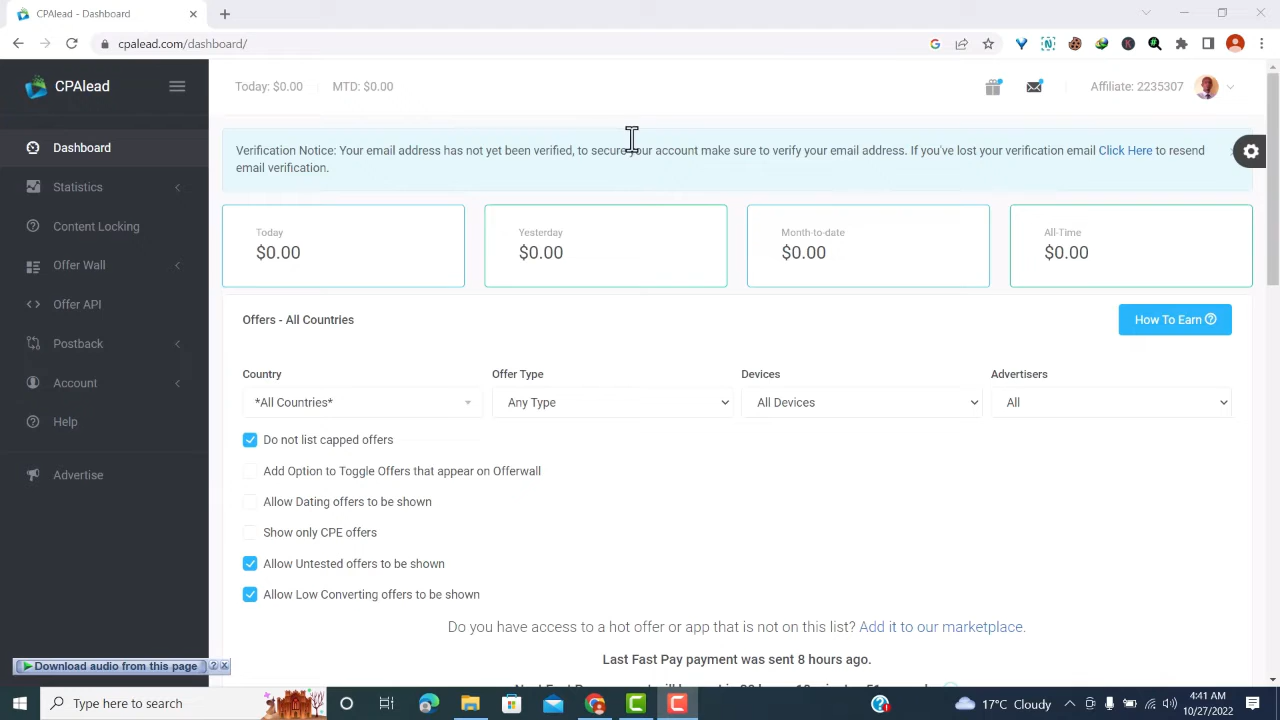 CPAlead - Dashboard
cpalead.com/dashboard/
CPAlead
Today: $0.00
MTD: $0.00
Affiliate: 2235307
Dashboard
Statistics
Content Locking
Offer Wall
Offer API
Postback
Account
Help
Advertise
Verification Notice: Your email address has not yet been verified, to secure your account make sure to verify your email address. If you've lost your verification email Click Here to resend
email verification.
Today
$0.00
Yesterday
$0.00
Month-to-date
$0.00
All-Time
$0.00
Offers - All Countries
How To Earn
Country
Offer Type
Devices
Advertisers
*All Countries*
Any Type
All Devices
All
Do not list capped offers
Add Option to Toggle Offers that appear on Offerwall
Allow Dating offers to be shown
Show only CPE offers
Allow Untested offers to be shown
Allow Low Converting offers to be shown
Do you have access to a hot offer or app that is not on this list? Add it to our marketplace.
Last Fast Pay payment was sent 8 hours ago.
Download audio from this page
Type here to search
17°C Cloudy
4:41 AM
10/27/2022